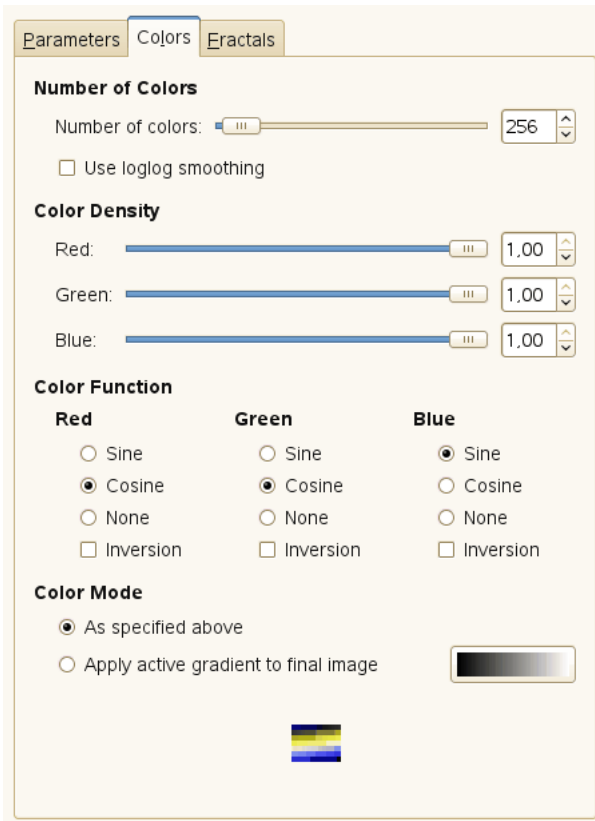 Parameters Colors Fractals
Number of Colors
Number of colors: 256
Use loglog smoothing
Color Density
Red: 1,00
Green: 1,00
Blue: 1,00
Color Function
Red Green Blue
Sine Sine Sine
Cosine Cosine Cosine
None None None
Inversion Inversion Inversion
Color Mode
As specified above
Apply active gradient to final image